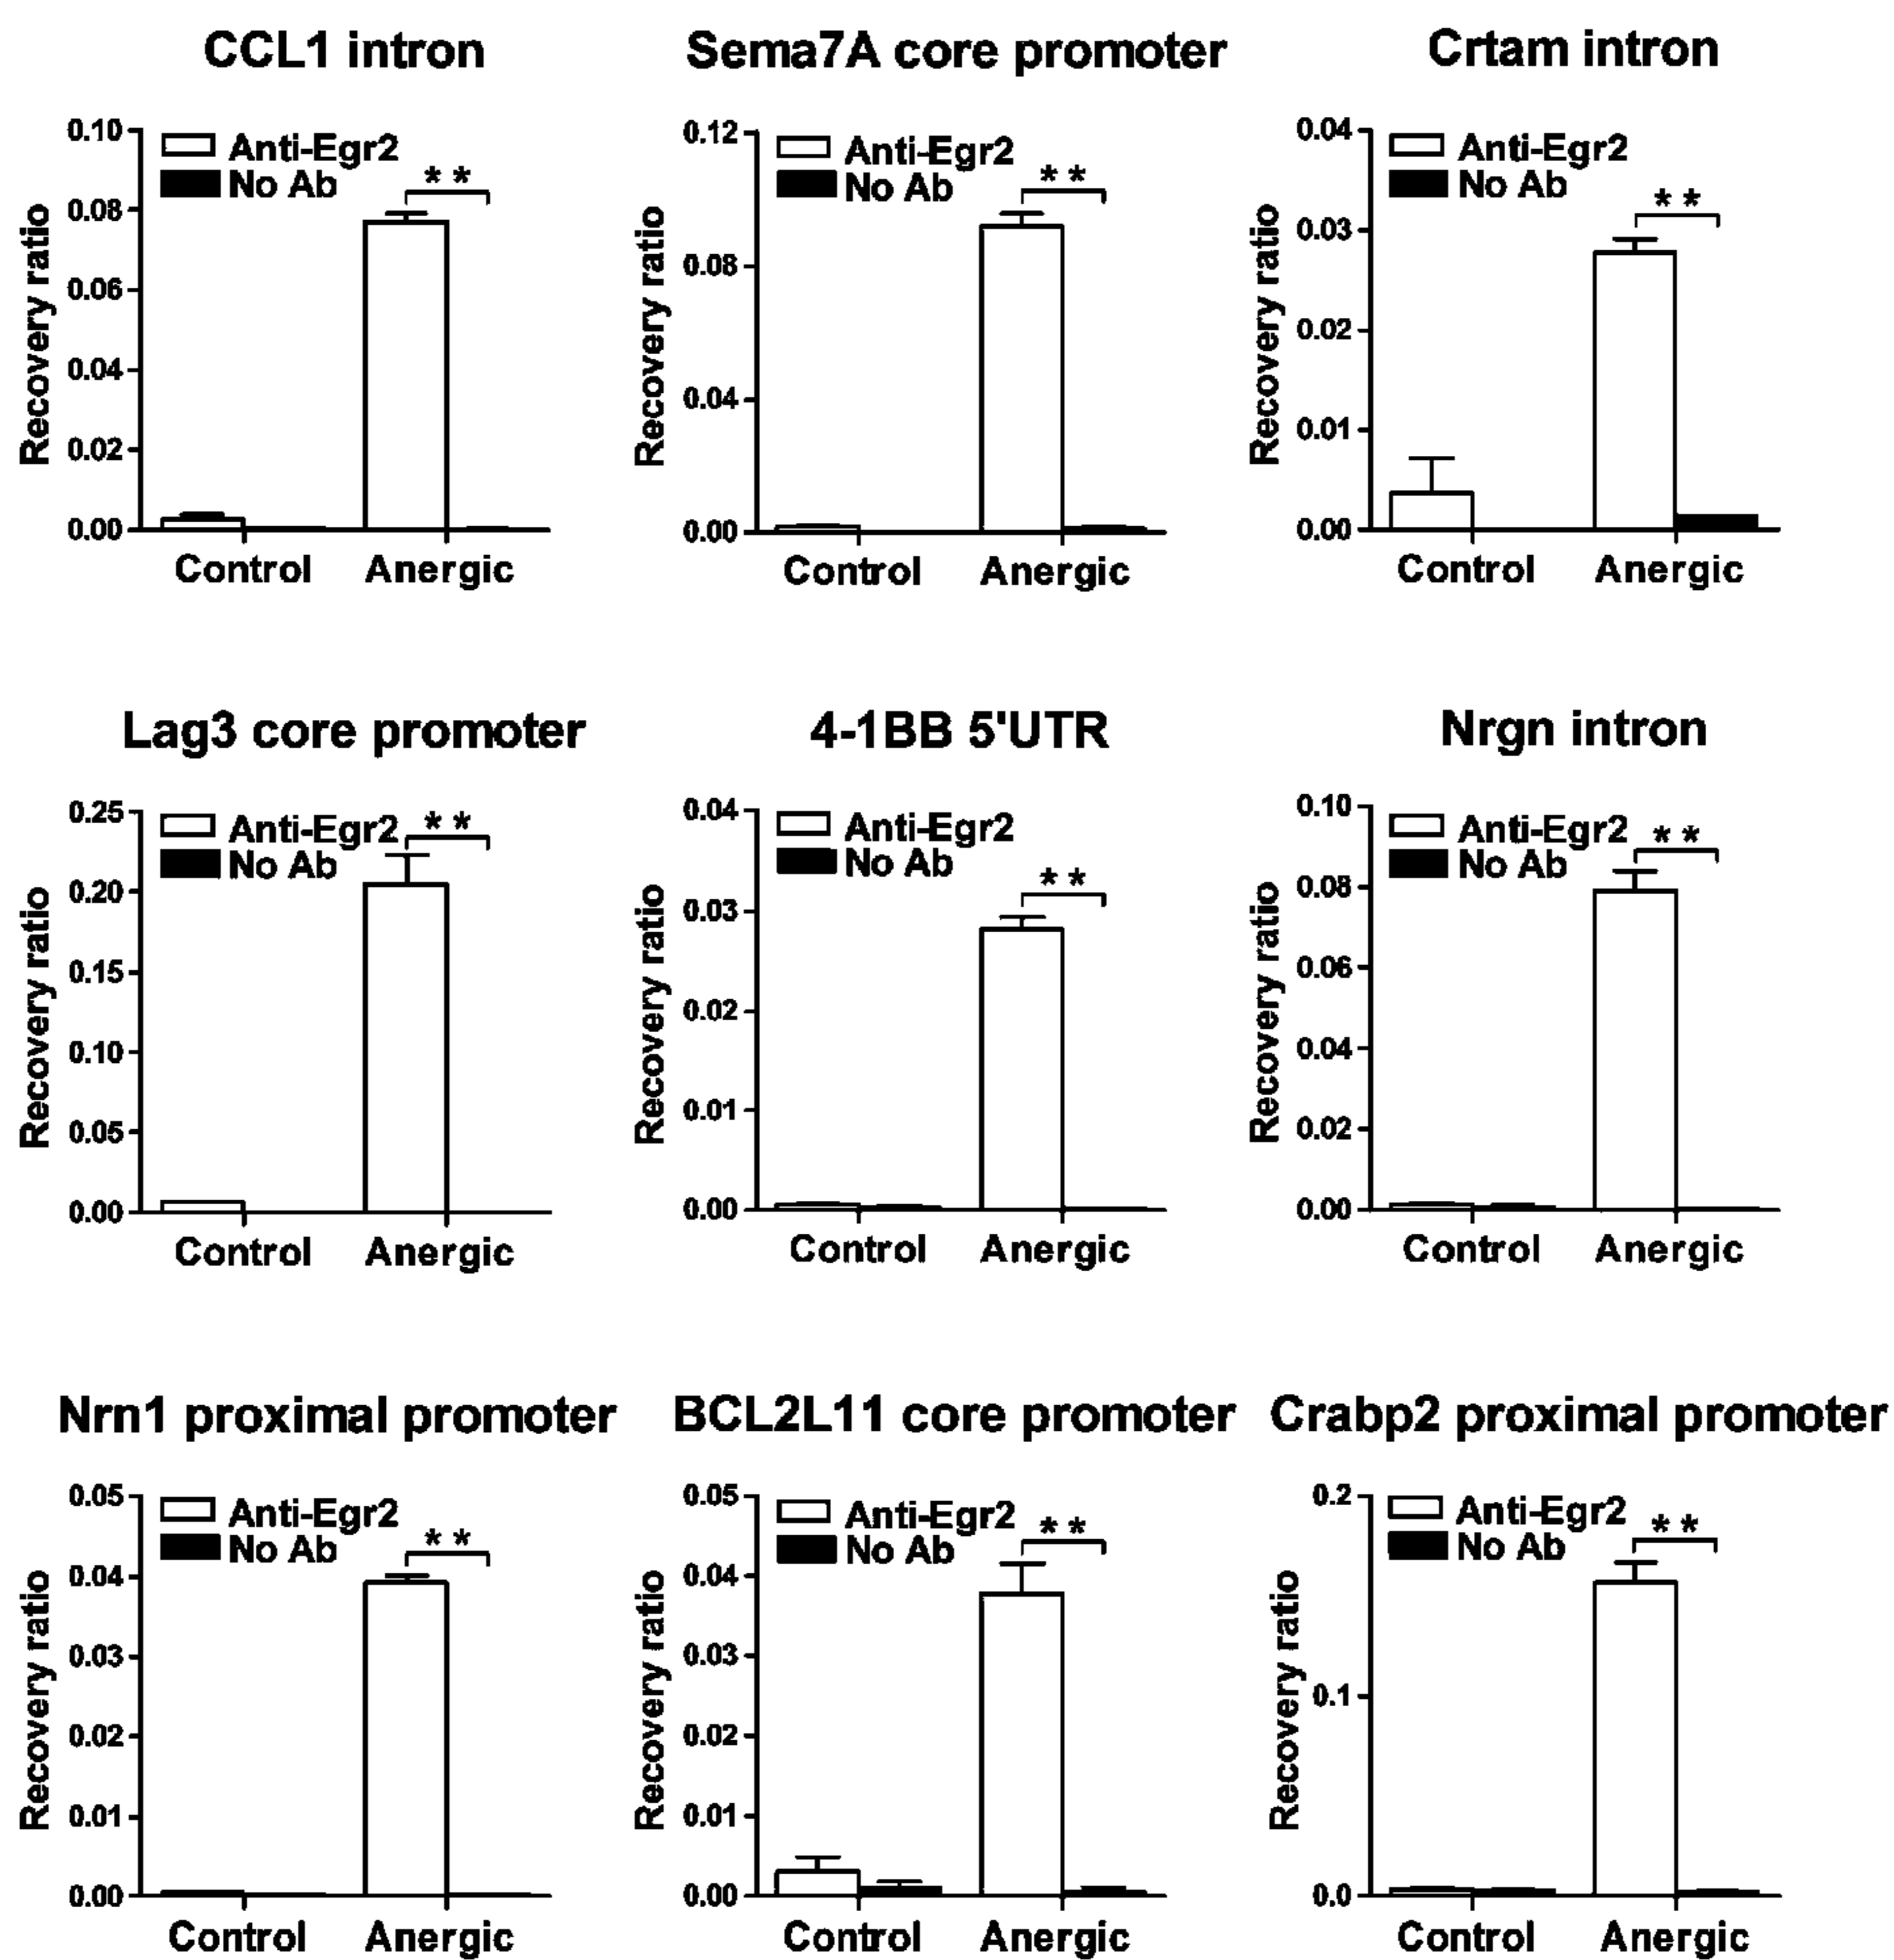 CCL1 intron
Recovery ratio
0.10
0.08
0.06
0.04
0.02
0.00
Anti-Egr2
No Ab
* *
Control Anergic
Sema7A core promoter
Recovery ratio
0.12
0.08
0.04
0.00
Anti-Egr2
No Ab
* *
Control Anergic
Crtam intron
Recovery ratio
0.04
0.03
0.02
0.01
0.00
Anti-Egr2
No Ab
* *
Control Anergic
Lag3 core promoter
Recovery ratio
0.25
0.20
0.15
0.10
0.05
0.00
Anti-Egr2
No Ab
* *
Control Anergic
4-1BB 5'UTR
Recovery ratio
0.04
0.03
0.02
0.01
0.00
Anti-Egr2
No Ab
* *
Control Anergic
Nrgn intron
Recovery ratio
0.10
0.08
0.06
0.04
0.02
0.00
Anti-Egr2
No Ab
* *
Control Anergic
Nrn1 proximal promoter
Recovery ratio
0.05
0.04
0.03
0.02
0.01
0.00
Anti-Egr2
No Ab
* *
Control Anergic
BCL2L11 core promoter
Recovery ratio
0.05
0.04
0.03
0.02
0.01
0.00
Anti-Egr2
No Ab
* *
Control Anergic
Crabp2 proximal promoter
Recovery ratio
0.2
0.1
0.0
Anti-Egr2
No Ab
* *
Control Anergic